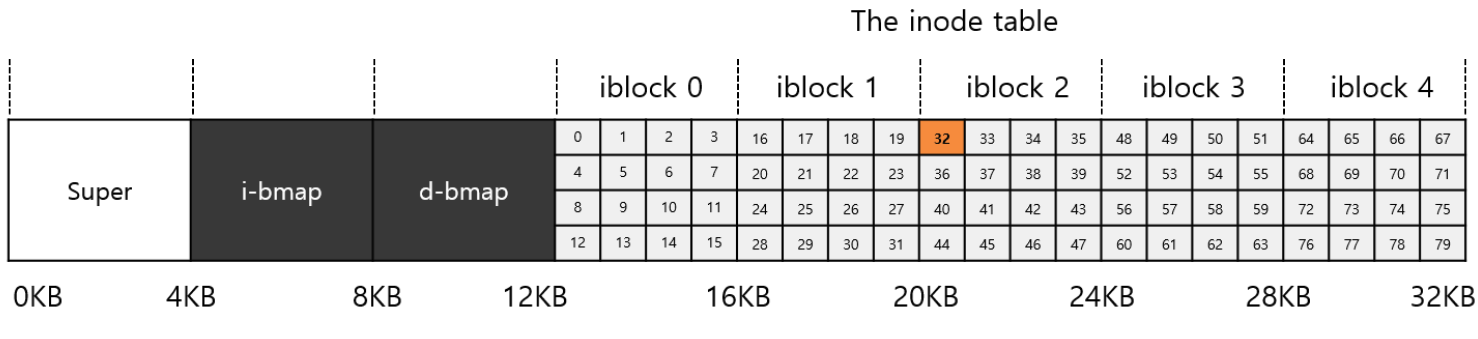 The inode table
iblock 0 iblock 1 iblock 2 iblock 3 iblock 4
0 1 2 3 16 17 18 19 32 33 34 35 48 49 50 51 64 65 66 67
4 5 6 7 20 21 22 23 36 37 38 39 52 53 54 55 68 69 70 71
Super i-bmap d-bmap
8 9 10 11 24 25 26 27 40 41 42 43 56 57 58 59 72 73 74 75
12 13 14 15 28 29 30 31 44 45 46 47 60 61 62 63 76 77 78 79
0KB 4KB 8KB 12KB 16KB 20KB 24KB 28KB 32KB